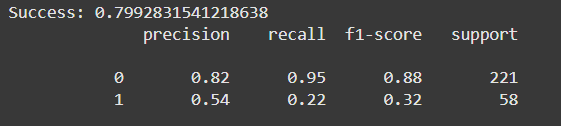 Success: 0.7992831541218638
precision recall f1-score support
0 0.82 0.95 0.88 221
1 0.54 0.22 0.32 58